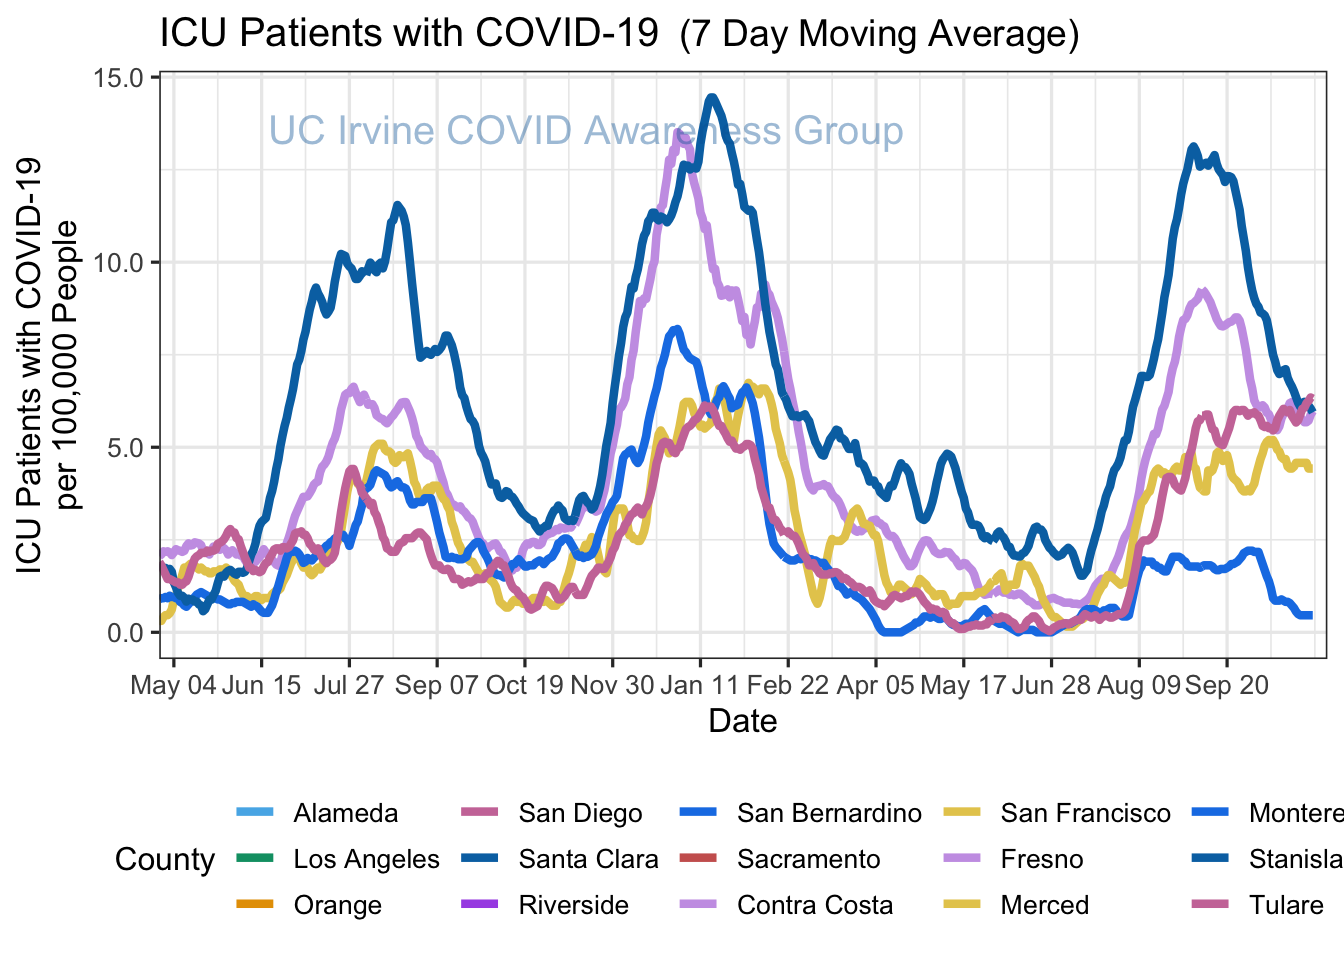 ICU Patients with COVID-19 (7 Day Moving Average)
UC Irvine COVID Awareness Group
ICU Patients with COVID-19
per 100,000 People
15.0
10.0
5.0
0.0
May 04 Jun 15 Jul 27 Sep 07 Oct 19 Nov 30 Jan 11 Feb 22 Apr 05 May 17 Jun 28 Aug 09 Sep 20
Date
County
Alameda San Diego San Bernardino San Francisco Montere
Los Angeles Santa Clara Sacramento Fresno Stanisla
Orange Riverside Contra Costa Merced Tulare